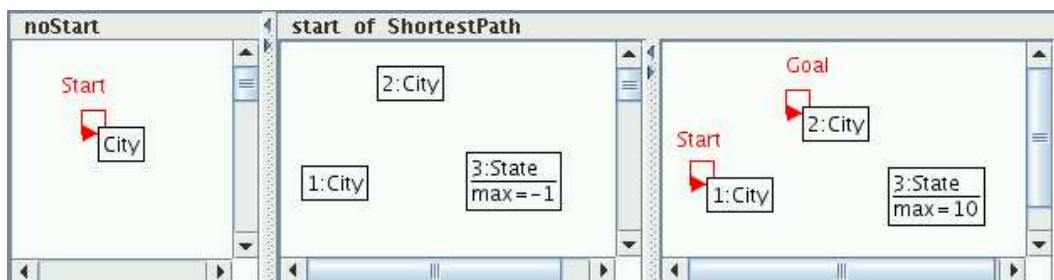 noStart
start of ShortestPath
Start
City
2:City
1:City
3:State
max=-1
Goal
2:City
Start
1:City
3:State
max=10